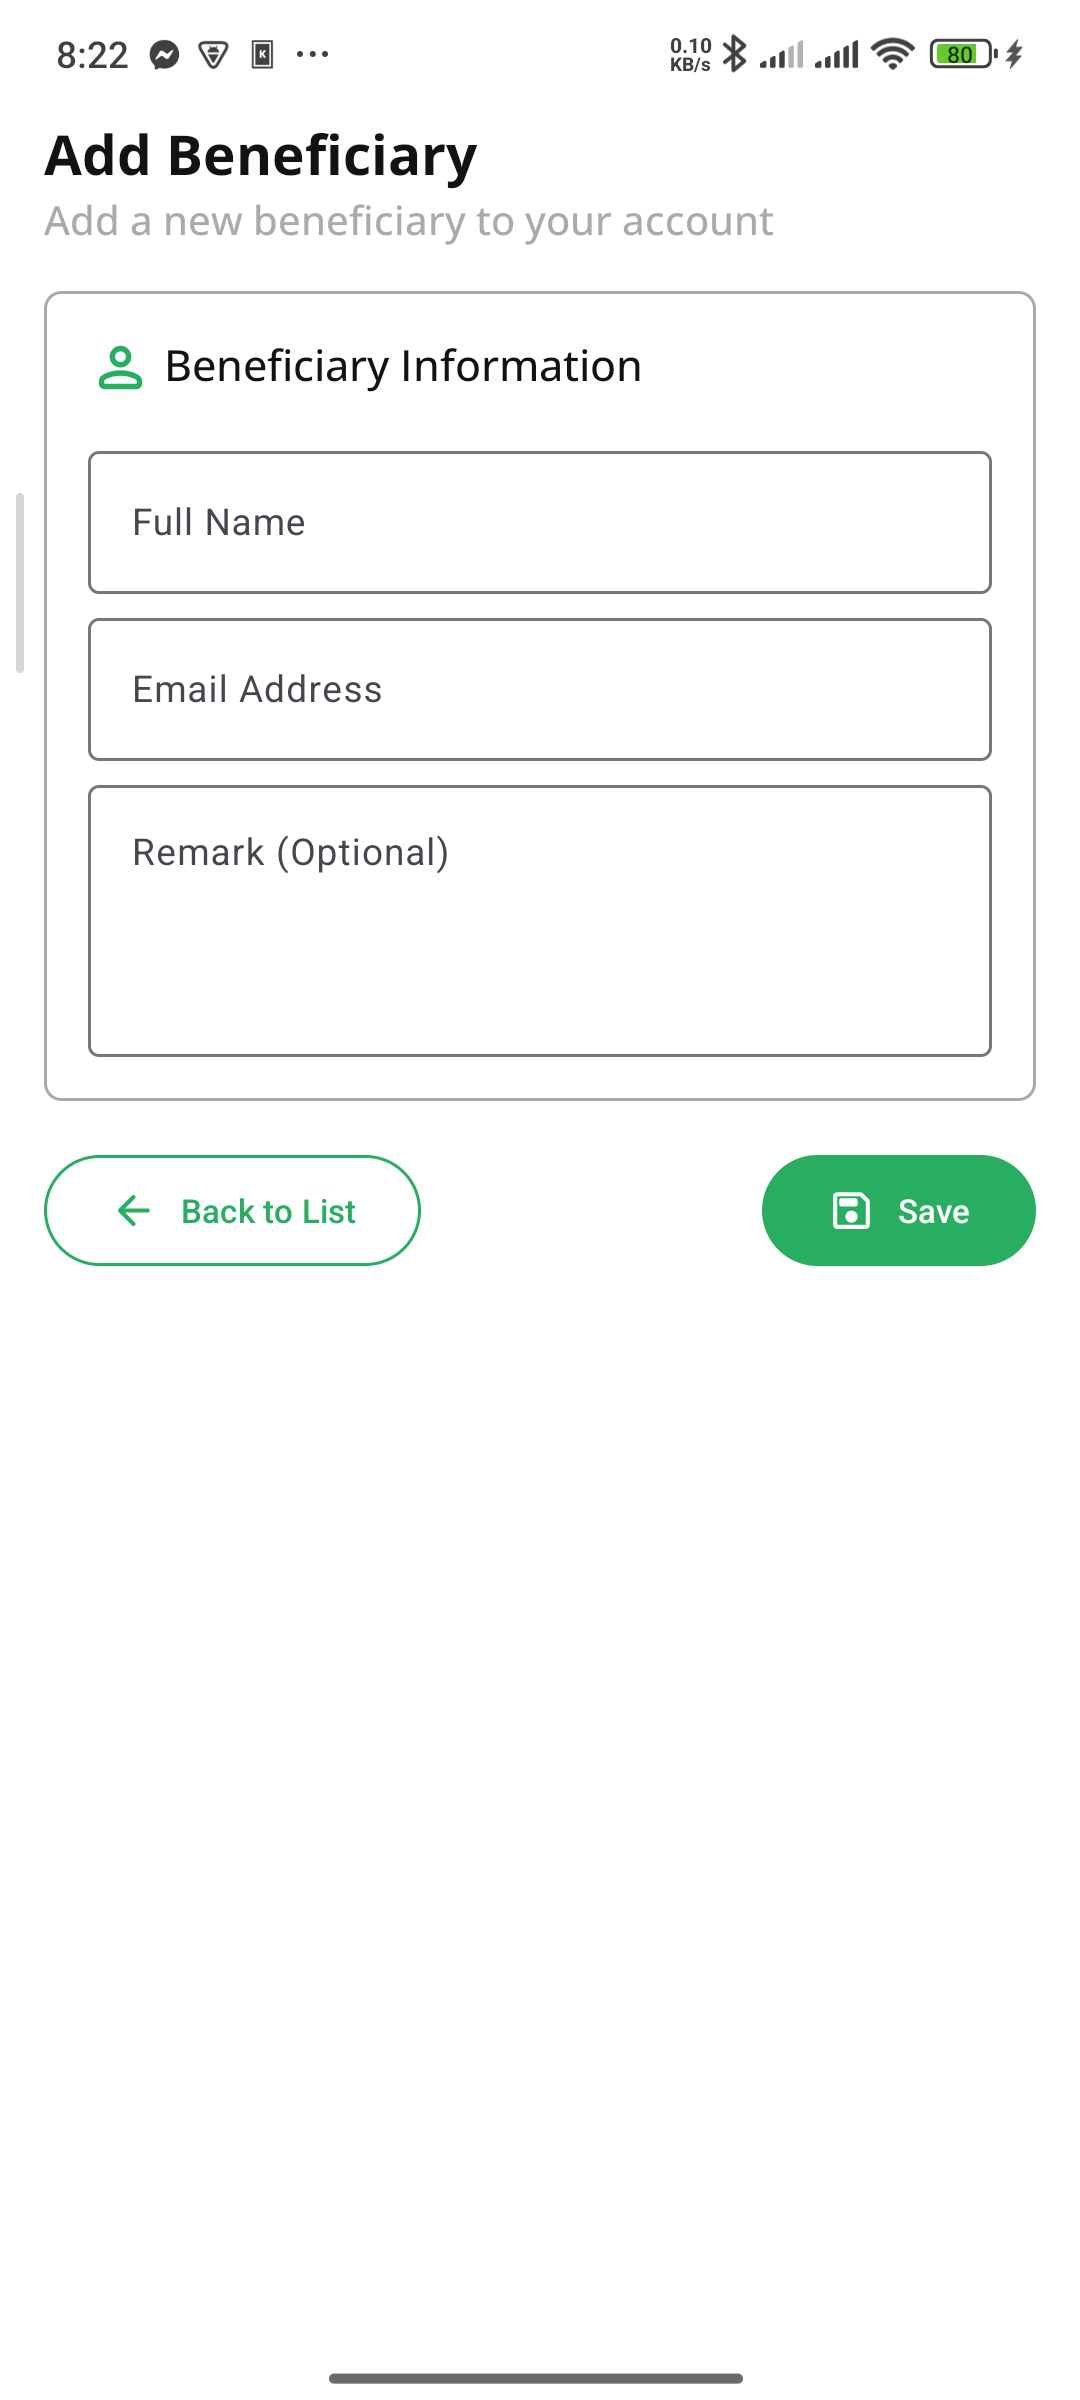 8:22
0.10
KB/s
80
Add Beneficiary
Add a new beneficiary to your account
Beneficiary Information
Full Name
Email Address
Remark (Optional)
Back to List
Save